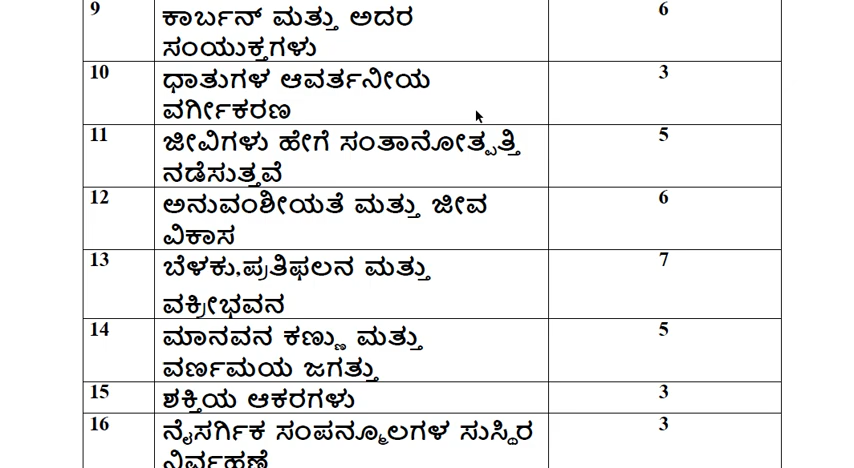 9 ಕಾರ್ಬನ್ ಮತ್ತು ಅದರ 6
ಸಂಯುಕ್ತಗಳು
10 ಧಾತುಗಳ ಆವರ್ತನೀಯ 3
ವರ್ಗೀಕರಣ
11 ಜೀವಿಗಳು ಹೇಗೆ ಸಂತಾನೋತ್ಪತ್ತಿ 5
ನಡೆಸುತ್ತವೆ
12 ಅನುವಂಶೀಯತೆ ಮತ್ತು ಜೀವ 6
ವಿಕಾಸ
13 ಬೆಳಕು,ಪ್ರತಿಫಲನ ಮತ್ತು 7
ವಕ್ರೀಭವನ
14 ಮಾನವನ ಕಣ್ಣು ಮತ್ತು 5
ವರ್ಣಮಯ ಜಗತ್ತು
15 ಶಕ್ತಿಯ ಆಕರಗಳು 3
16 ನೈಸರ್ಗಿಕ ಸಂಪನ್ಮೂಲಗಳ ಸುಸ್ಥಿರ 3
ನಿರ್ವಹಣೆ